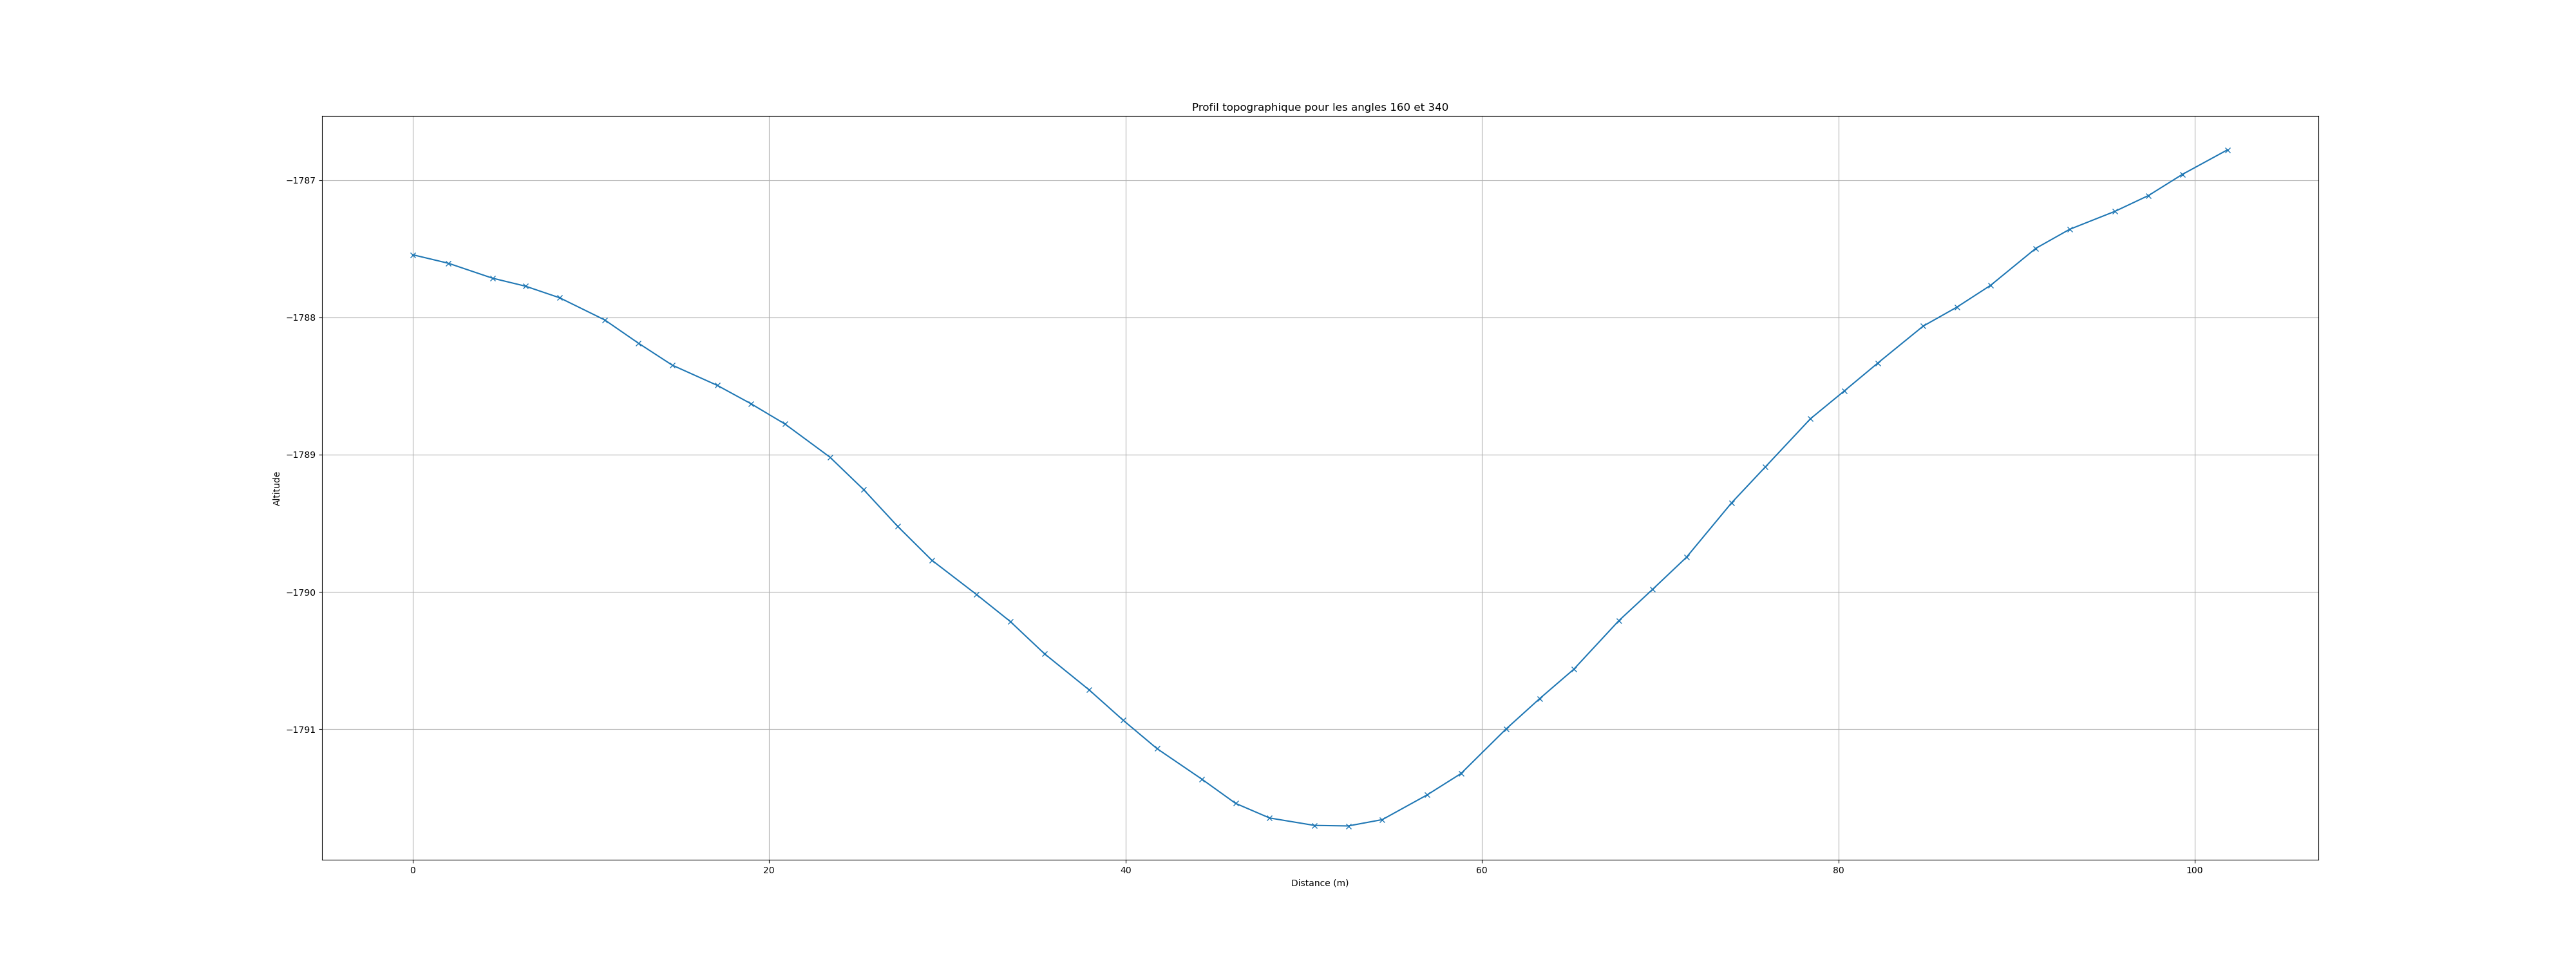 Profil topographique pour les angles 160 et 340
−1787
−1788
−1789
−1790
−1791
Altitude
0 20 40 60 80 100
Distance (m)